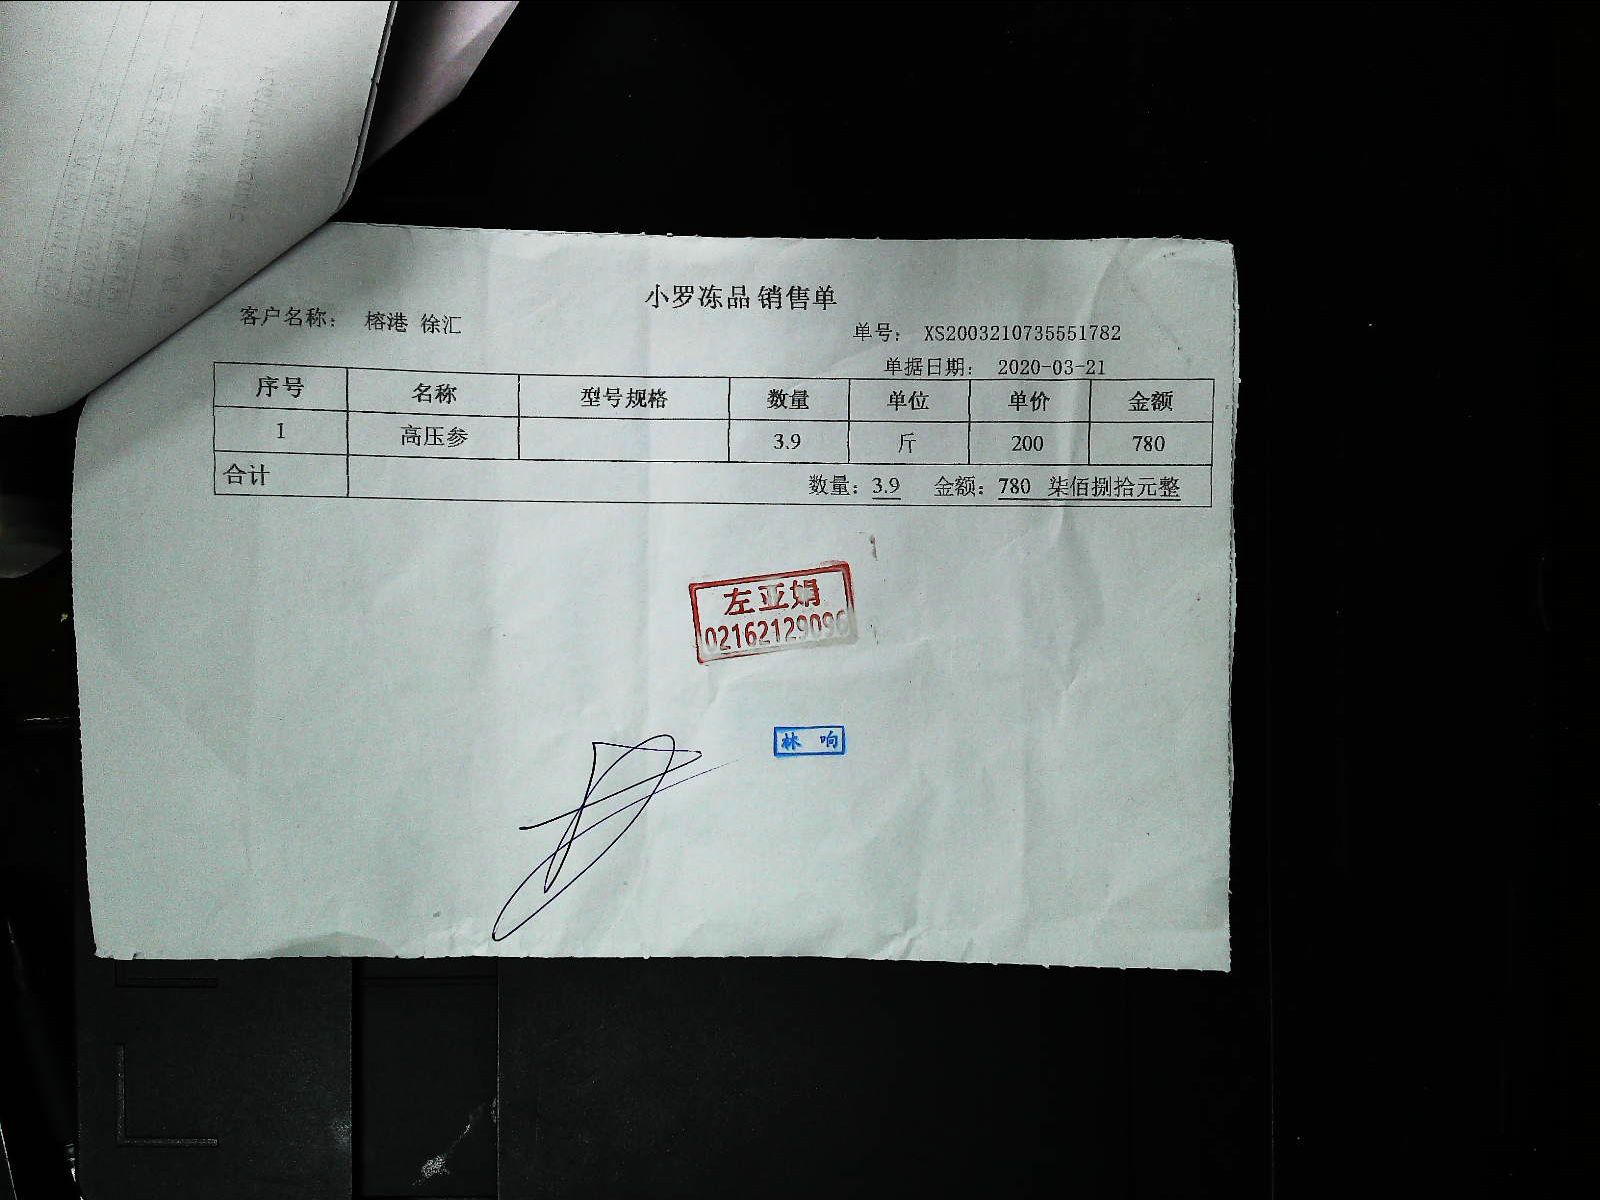 小罗冻品 销售单
客户名称： 榕港 徐汇
单号： XS2003210735551782
单据日期： 2020-03-21
序号 名称 型号规格 数量 单位 单价 金额
1 高压参 3.9 斤 200 780
合计 数量：3.9 金额：780 柒佰捌拾元整
左亚娟
02162129096
林 响